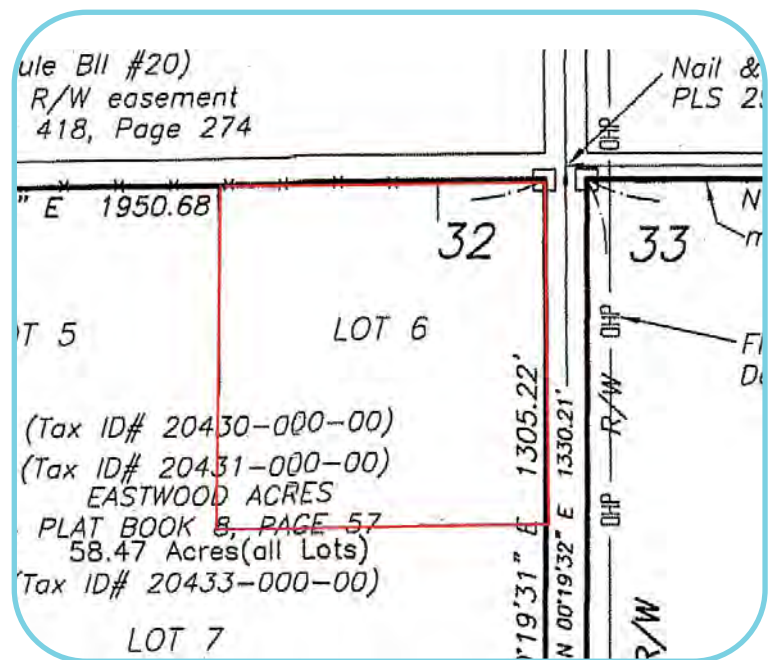 ule BII #20)
R/W easement
418, Page 274
Nail &
PLS 2
OHP
" E 1950.68
32
33
N
LOT 6
T 5
OHP
Fl
De
1305.22'
1330.21'
R/W
(Tax ID# 20430-000-00)
(Tax ID# 20431-000-00)
EASTWOOD ACRES
PLAT BOOK 8, PAGE 57
58.47 Acres(all Lots)
(Tax ID# 20433-000-00)
LOT 7
OHP
°19'31" E
N 00°19'32" E
R/W